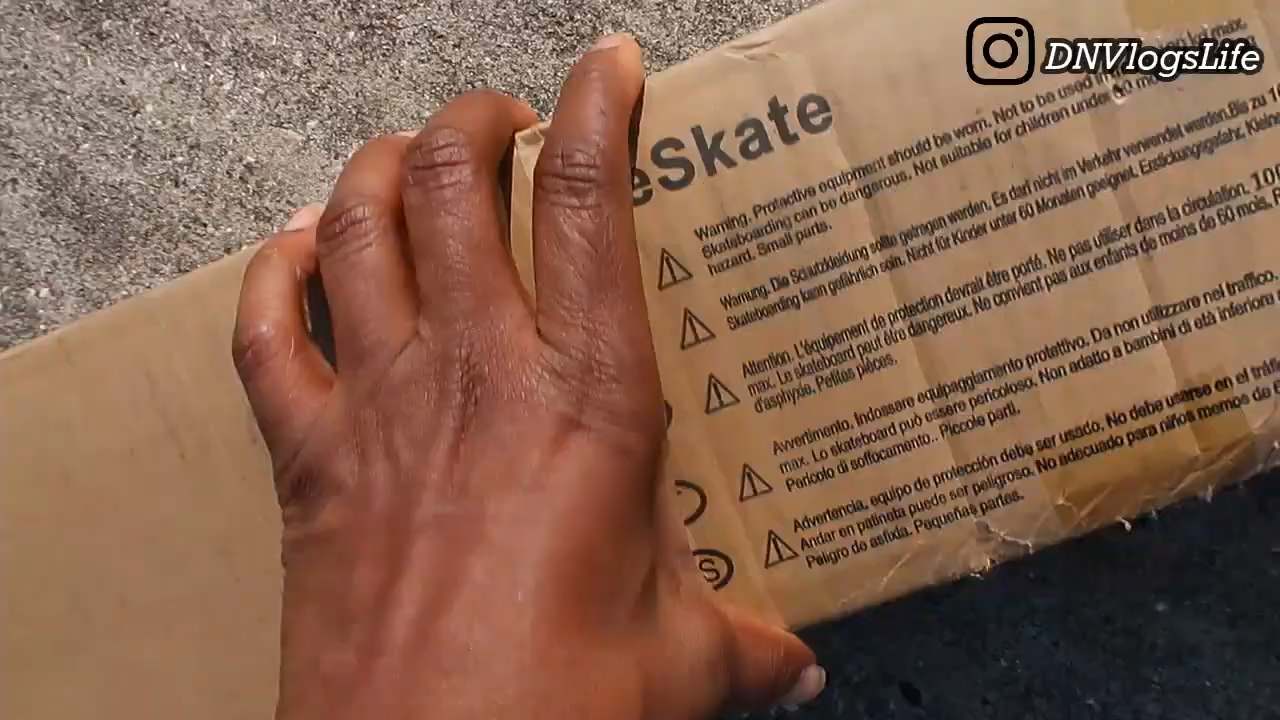 DNVlogsLife
eSkate
Warning. Protective equipment should be worn. Not to be used in
Skateboarding can be dangerous. Not suitable for children under
hazard. Small parts.
Warnung. Die Schutzkleidung sollte getragen werden. Es darf nicht im Verkehr verwendet werden.Bis zu
Skateboarding kann gefährlich sein. Nicht für Kinder unter 60 Monaten geeignet. Erstickungsgefahr.
Attention. L'équipement de protection devrait être porté. Ne pas utiliser dans la circulation.
max. Le skateboard peut être dangereux. Ne convient pas aux enfants de moins de 60 mois.
d'asphyxie. Petites pièces.
Avvertimento. Indossare equipaggiamento protettivo. Da non utilizzare nel traffico.
max. Lo skateboard può essere pericoloso. Non adatto a bambini di età inferiore
Pericolo di soffocamento.. Piccole parti.
Advertencia, equipo de protección debe ser usado. No debe usarse en el
Andar en patineta puede ser peligroso. No adecuado para niños memos de
Peligro de asfixia. Pequeñas partes.
S